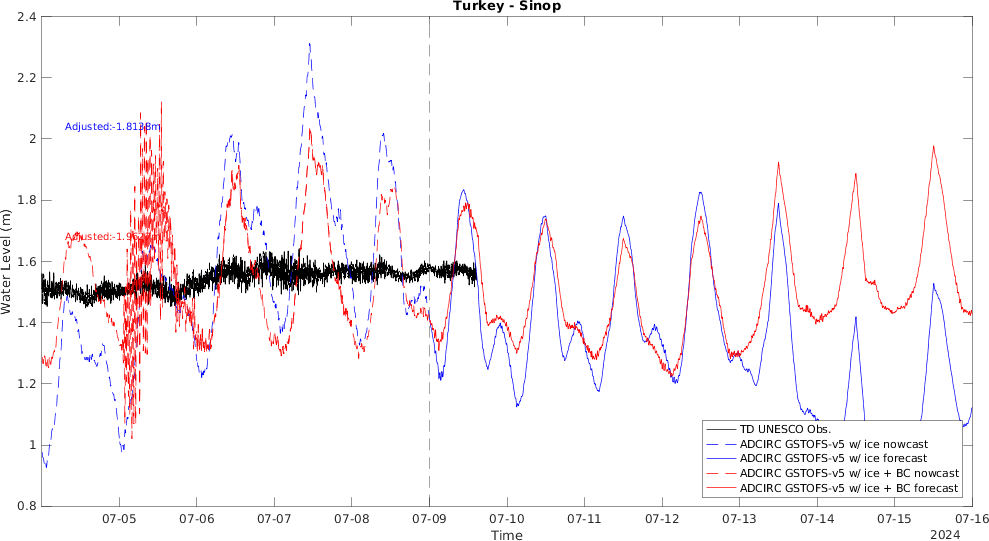 Turkey - Sinop
2.4
2.2
2
1.8
1.6
1.4
1.2
1
0.8
Water Level (m)
Adjusted:-1.8138m
07-05
07-06
07-07
07-08
07-09
07-10
07-11
07-12
07-13
07-14
07-15
07-16
Time
2024
TD UNESCO Obs.
ADCIRC GSTOFS-v5 w/ ice nowcast
ADCIRC GSTOFS-v5 w/ ice forecast
ADCIRC GSTOFS-v5 w/ ice + BC nowcast
ADCIRC GSTOFS-v5 w/ ice + BC forecast